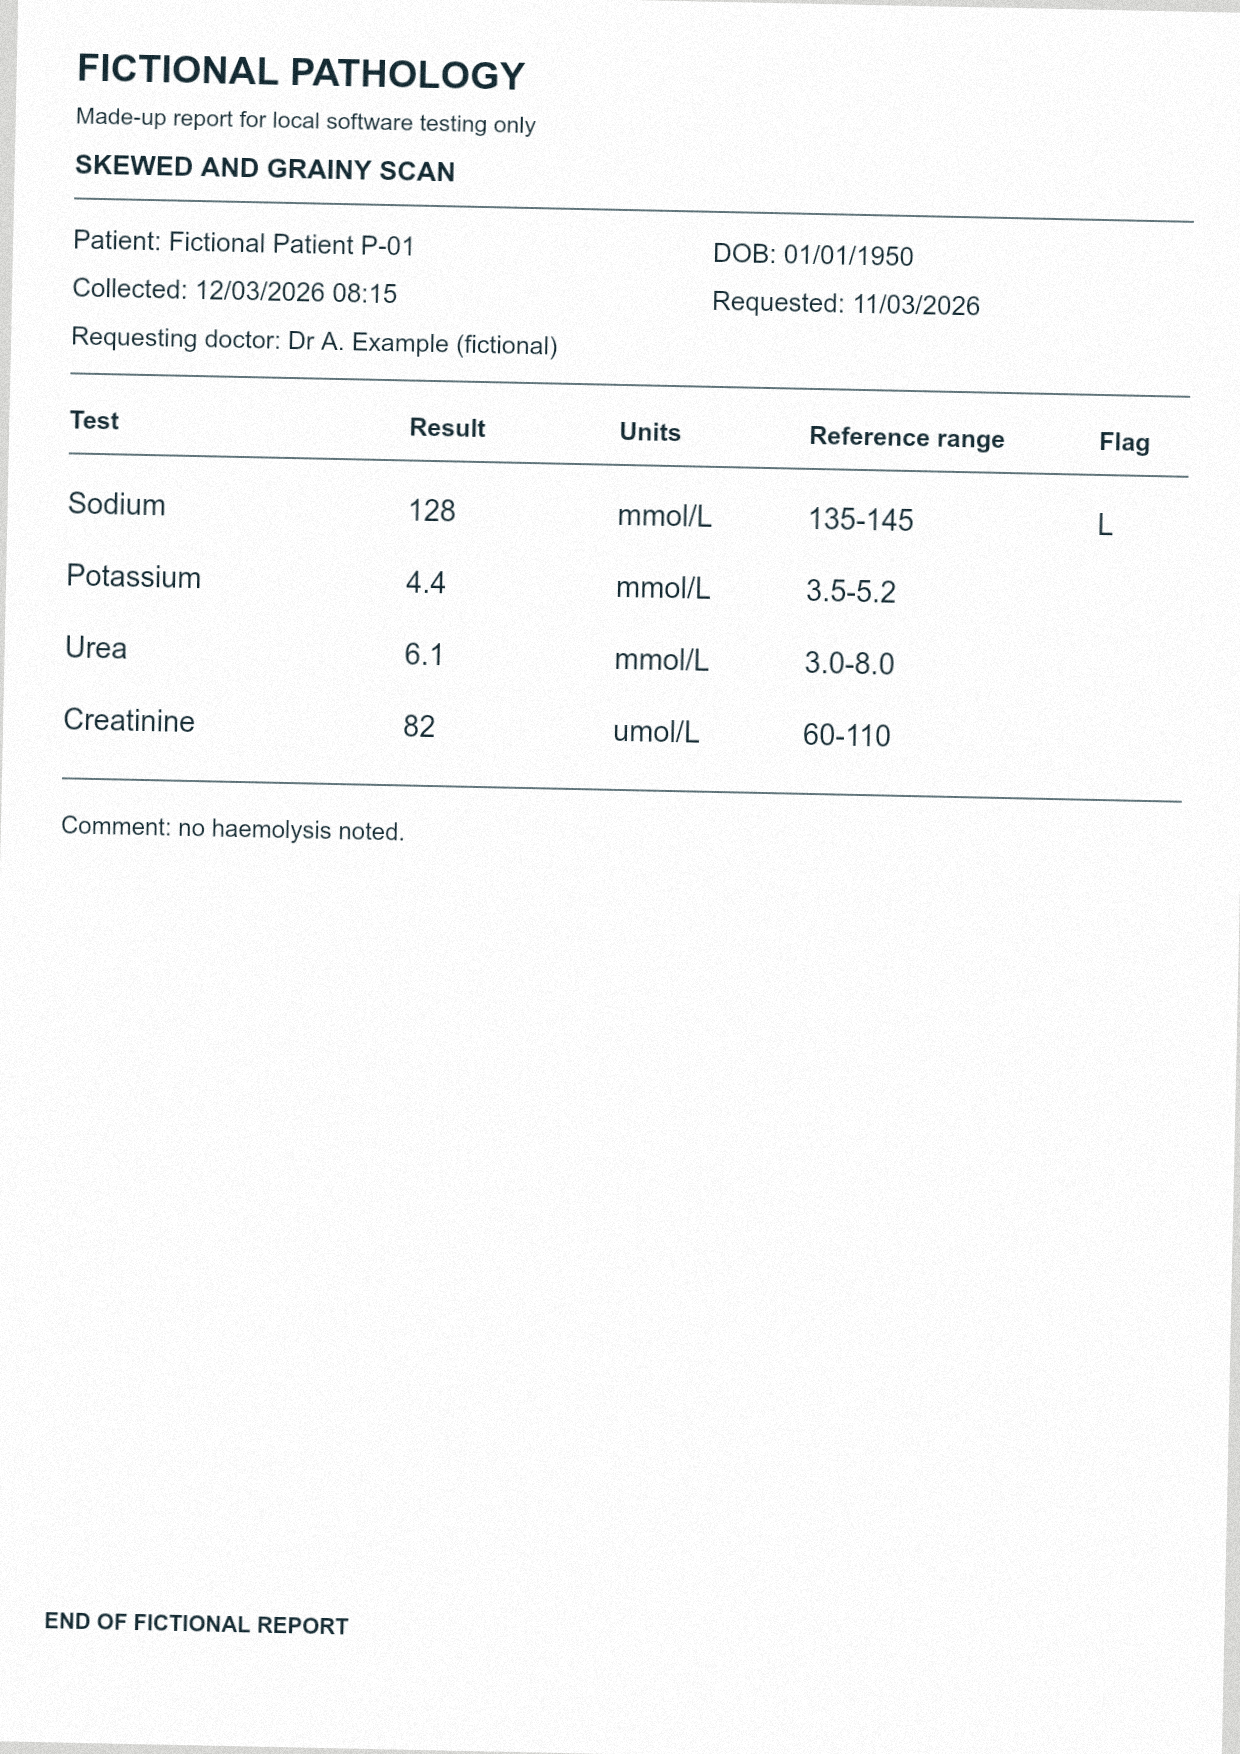 FICTIONAL PATHOLOGY
Made-up report for local software testing only
SKEWED AND GRAINY SCAN
Patient: Fictional Patient P-01 DOB: 01/01/1950
Collected: 12/03/2026 08:15 Requested: 11/03/2026
Requesting doctor: Dr A. Example (fictional)
Test Result Units Reference range Flag
Sodium 128 mmol/L 135-145 L
Potassium 4.4 mmol/L 3.5-5.2
Urea 6.1 mmol/L 3.0-8.0
Creatinine 82 umol/L 60-110
Comment: no haemolysis noted.
END OF FICTIONAL REPORT